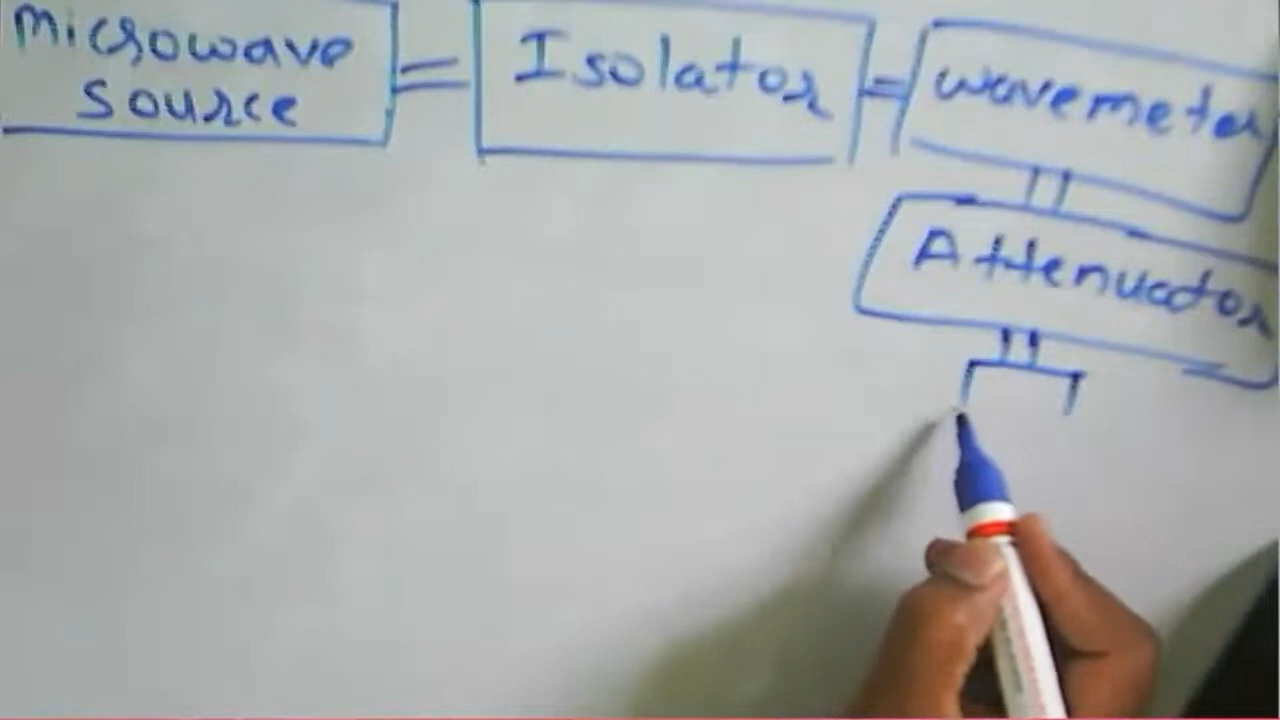 Microwave
Source
Isolator
wavemeter
Attenuator